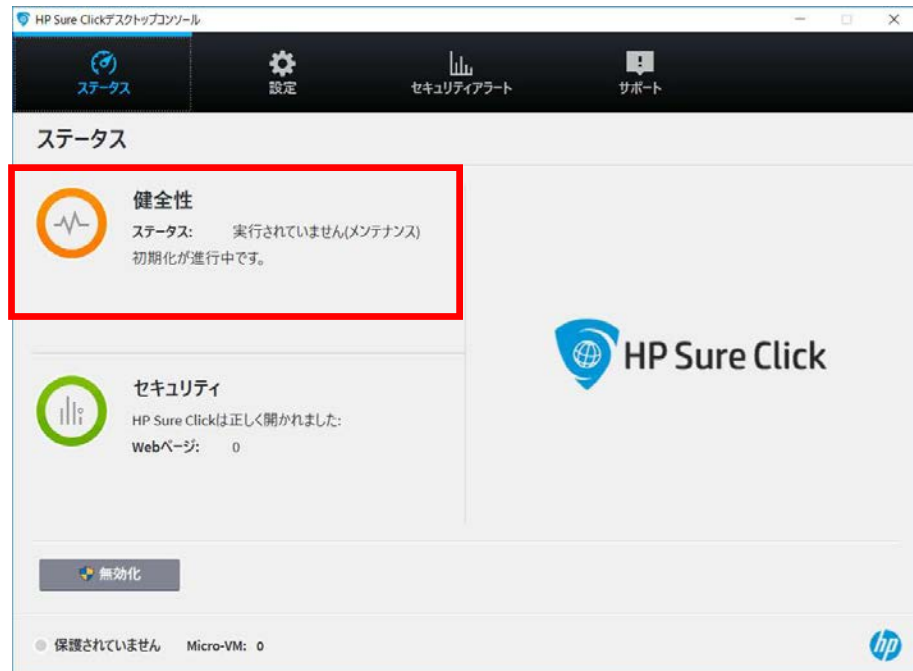 HP Sure Clickデスクトップコンソール
ステータス
設定
セキュリティアラート
サポート
ステータス
健全性
ステータス: 実行されていません(メンテナンス)
初期化が進行中です。
HP Sure Click
セキュリティ
HP Sure Clickは正しく開かれました:
Webページ: 0
無効化
保護されていません Micro-VM: 0
hp